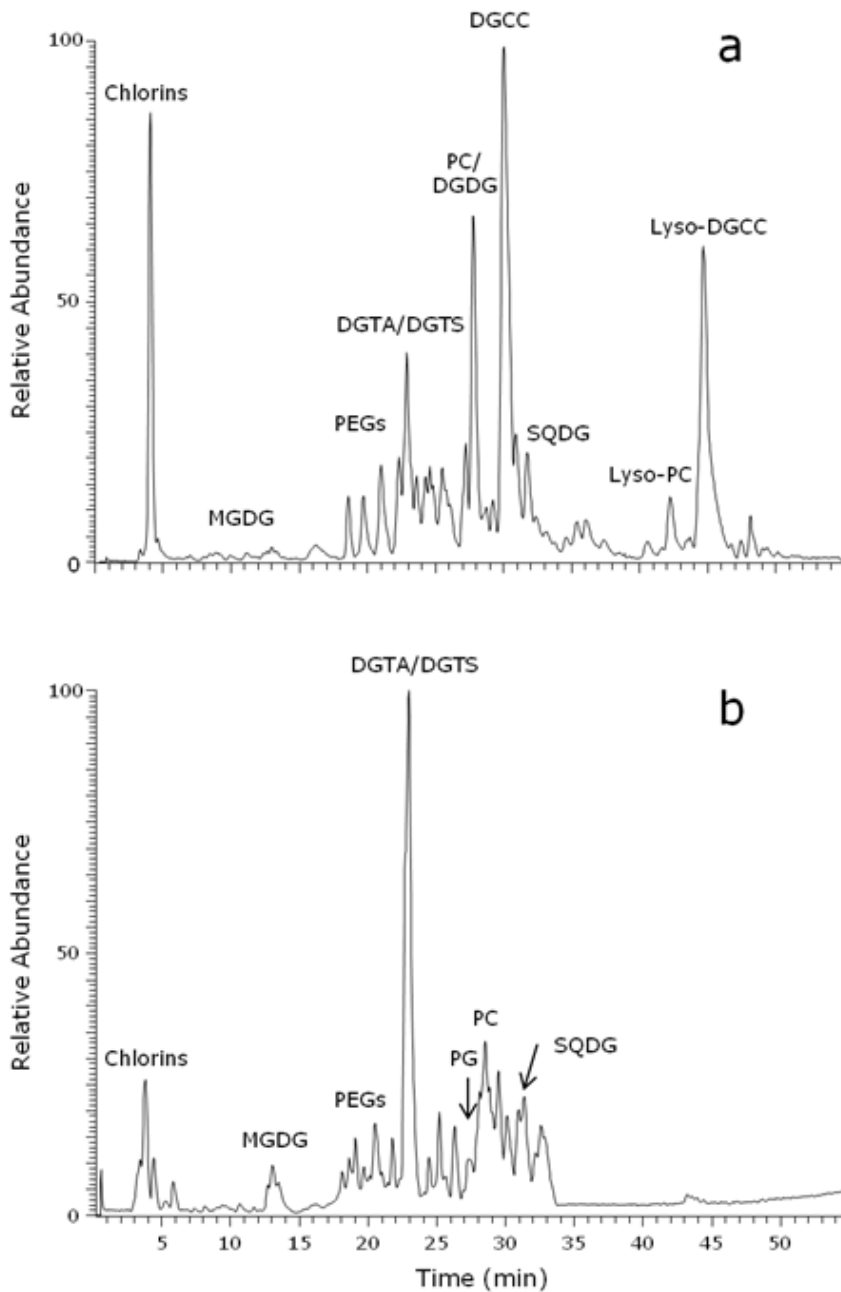 DGCC
a
100
Chlorins
PC/
DGDG
Lyso-DGCC
Relative Abundance
50
DGTA/DGTS
PEGs
SQDG
Lyso-PC
MGDG
0
DGTA/DGTS
b
100
Relative Abundance
50
PC
Chlorins
PG
SQDG
PEGs
MGDG
0
5 10 15 20 25 30 35 40 45 50
Time (min)